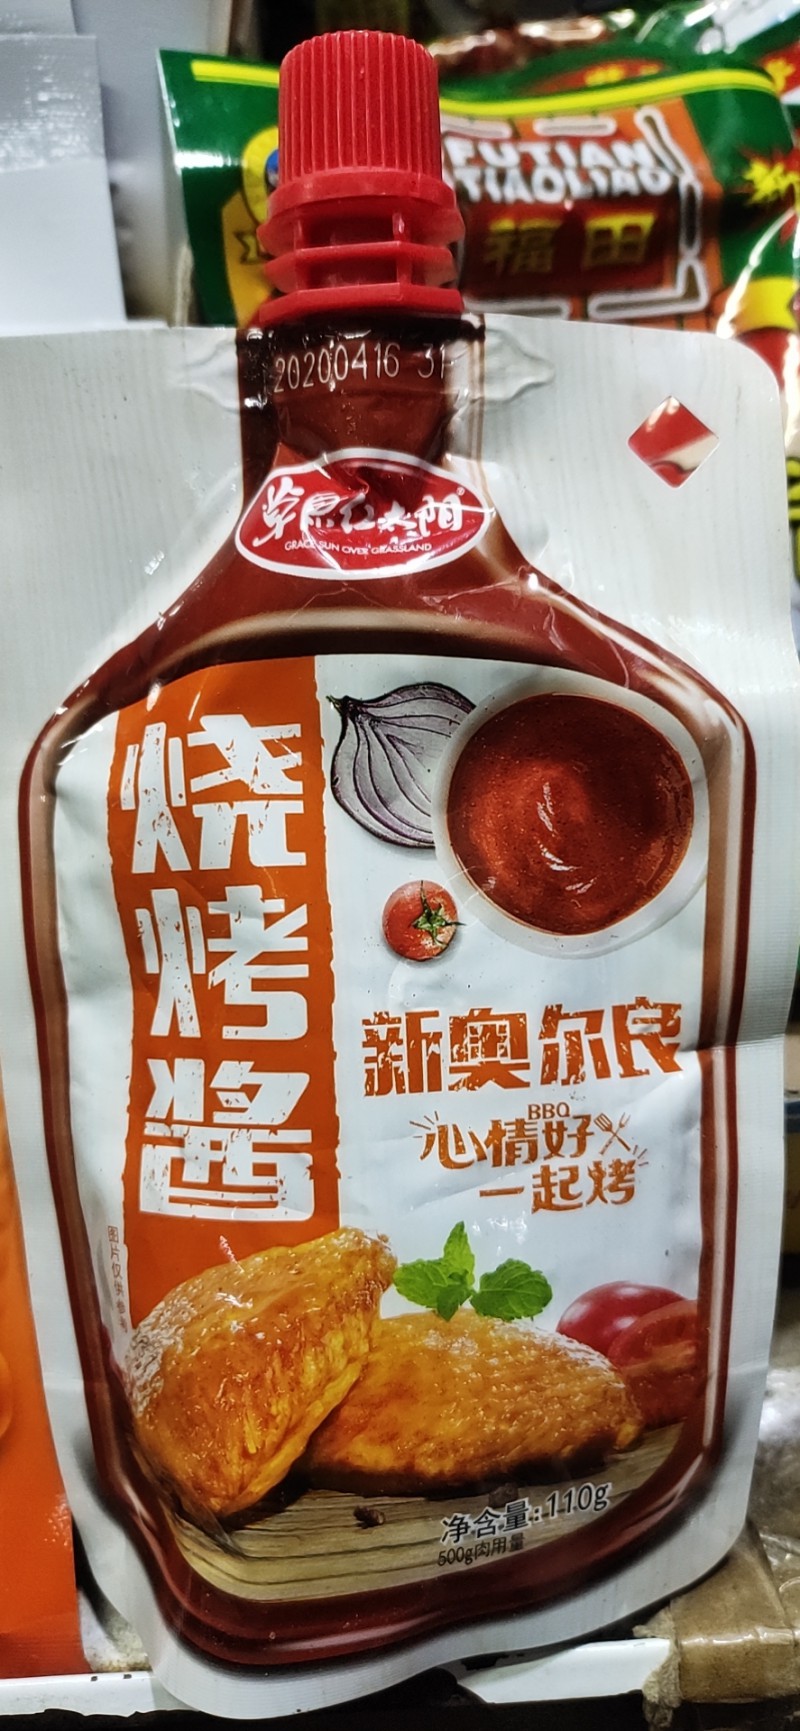 FUTIAN
TIAOLIAO
福田
新
20200416 31
草原红太阳®
GRACE SUN OVER GRASSLAND
烧烤酱
新奥尔良
BBQ
心情好
一起烤
图片仅供参考
净含量:110g
500g肉用量